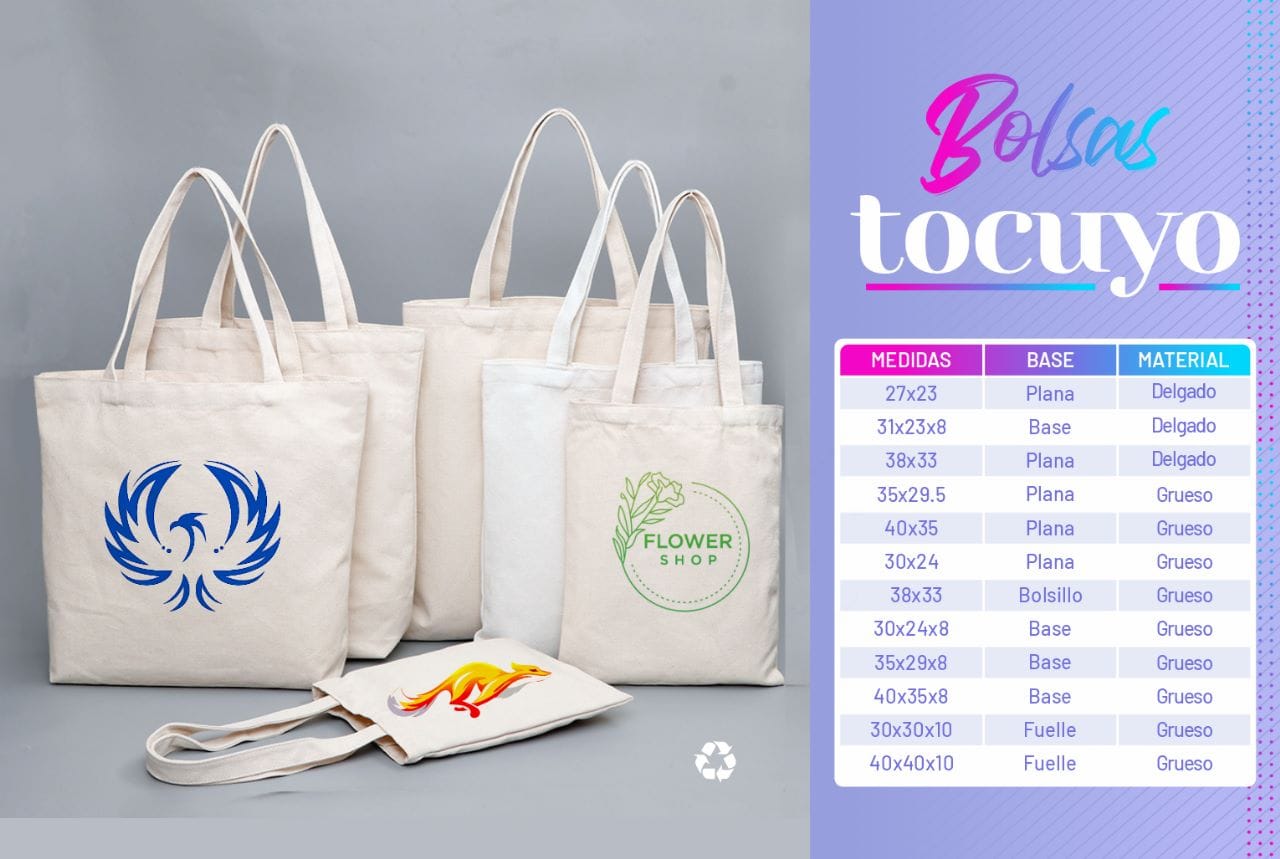 Bolsas
tocuyo
MEDIDAS BASE MATERIAL
27x23 Plana Delgado
31x23x8 Base Delgado
38x33 Plana Delgado
35x29.5 Plana Grueso
40x35 Plana Grueso
30x24 Plana Grueso
38x33 Bolsillo Grueso
30x24x8 Base Grueso
35x29x8 Base Grueso
40x35x8 Base Grueso
30x30x10 Fuelle Grueso
40x40x10 Fuelle Grueso
FLOWER
SHOP